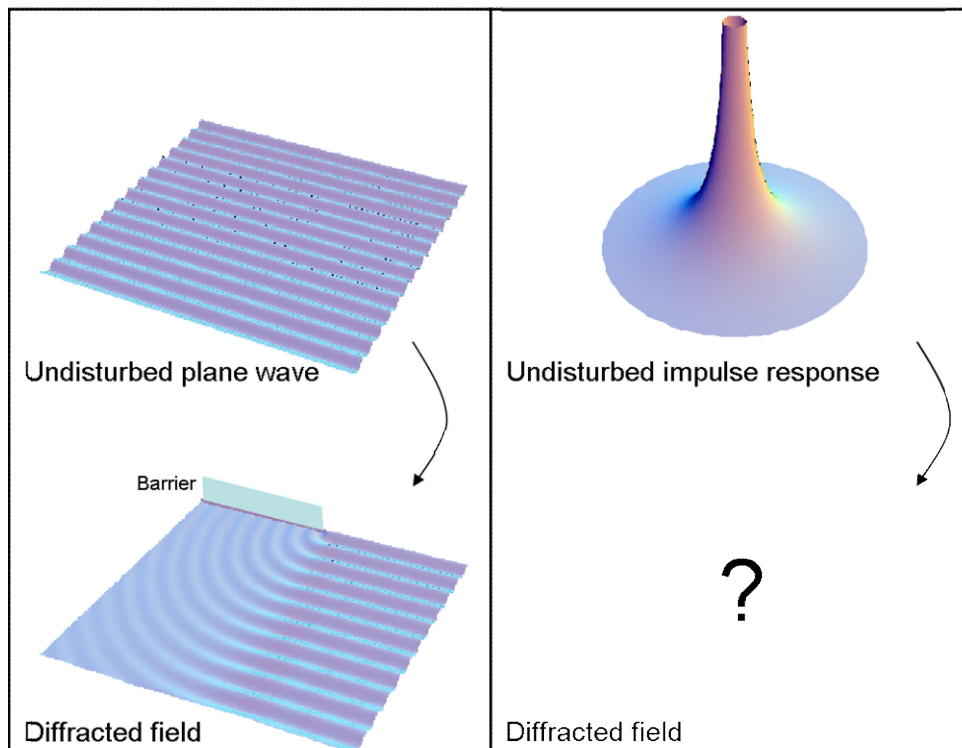 Undisturbed plane wave
Barrier
Diffracted field
Undisturbed impulse response
?
Diffracted field